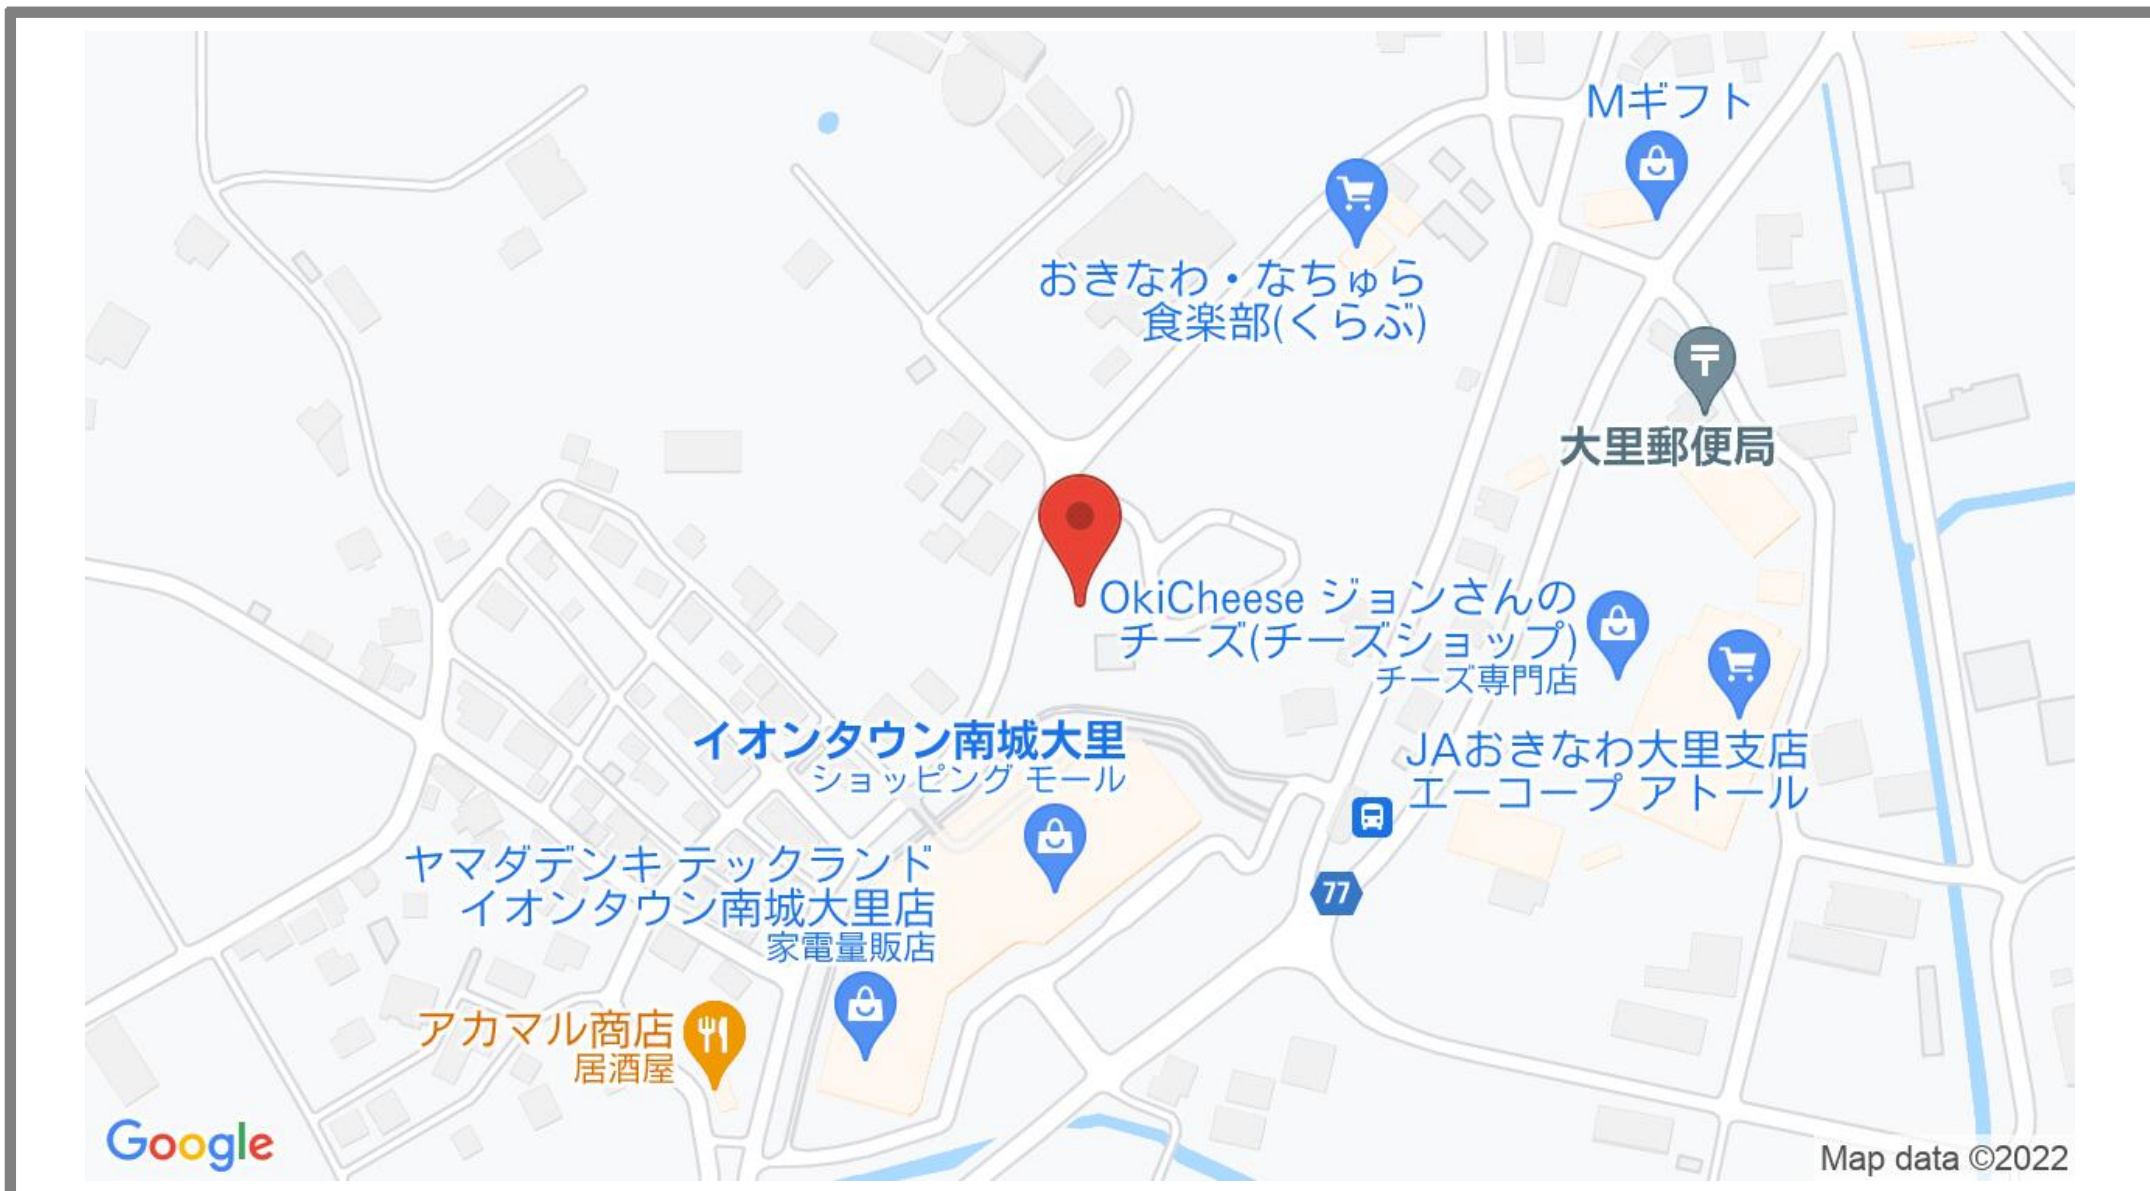 Mギフト
おきなわ・なちゅら
食楽部(くらぶ)
〒
大里郵便局
OkiCheese ジョンさんの
チーズ(チーズショップ)
チーズ専門店
イオンタウン南城大里
ショッピング モール
JAおきなわ大里支店
エーコープ アトール
ヤマダデンキ テックランド
イオンタウン南城大里店
家電量販店
77
アカマル商店
居酒屋
Google
Map data ©2022